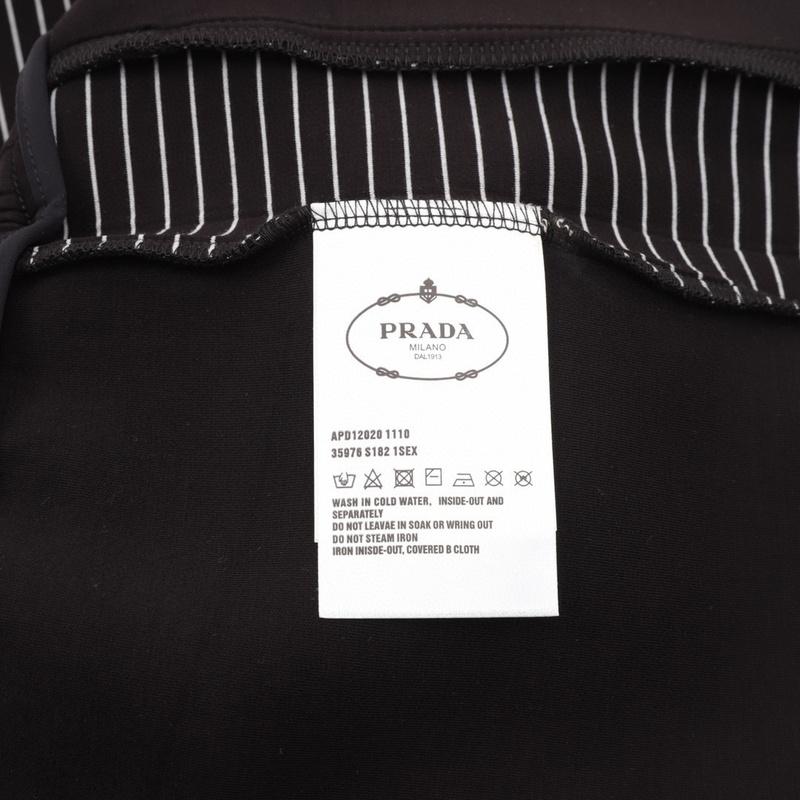 PRADA
MILANO
DAL1913
APD12020 1110
35976 S182 1SEX
WASH IN COLD WATER, INSIDE-OUT AND
SEPARATELY
DO NOT LEAVAE IN SOAK OR WRING OUT
DO NOT STEAM IRON
IRON INISDE-OUT, COVERED B CLOTH